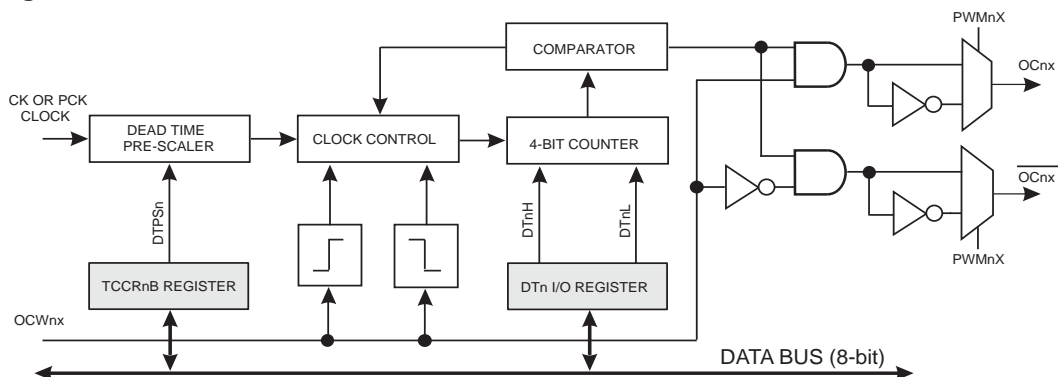 PWMnX
COMPARATOR
OCnx
CK OR PCK
CLOCK
DEAD TIME
PRE-SCALER
CLOCK CONTROL
4-BIT COUNTER
OCnx
DTPSn
DTnH
DTnL
PWMnX
TCCRnB REGISTER
DTn I/O REGISTER
OCWnx
DATA BUS (8-bit)